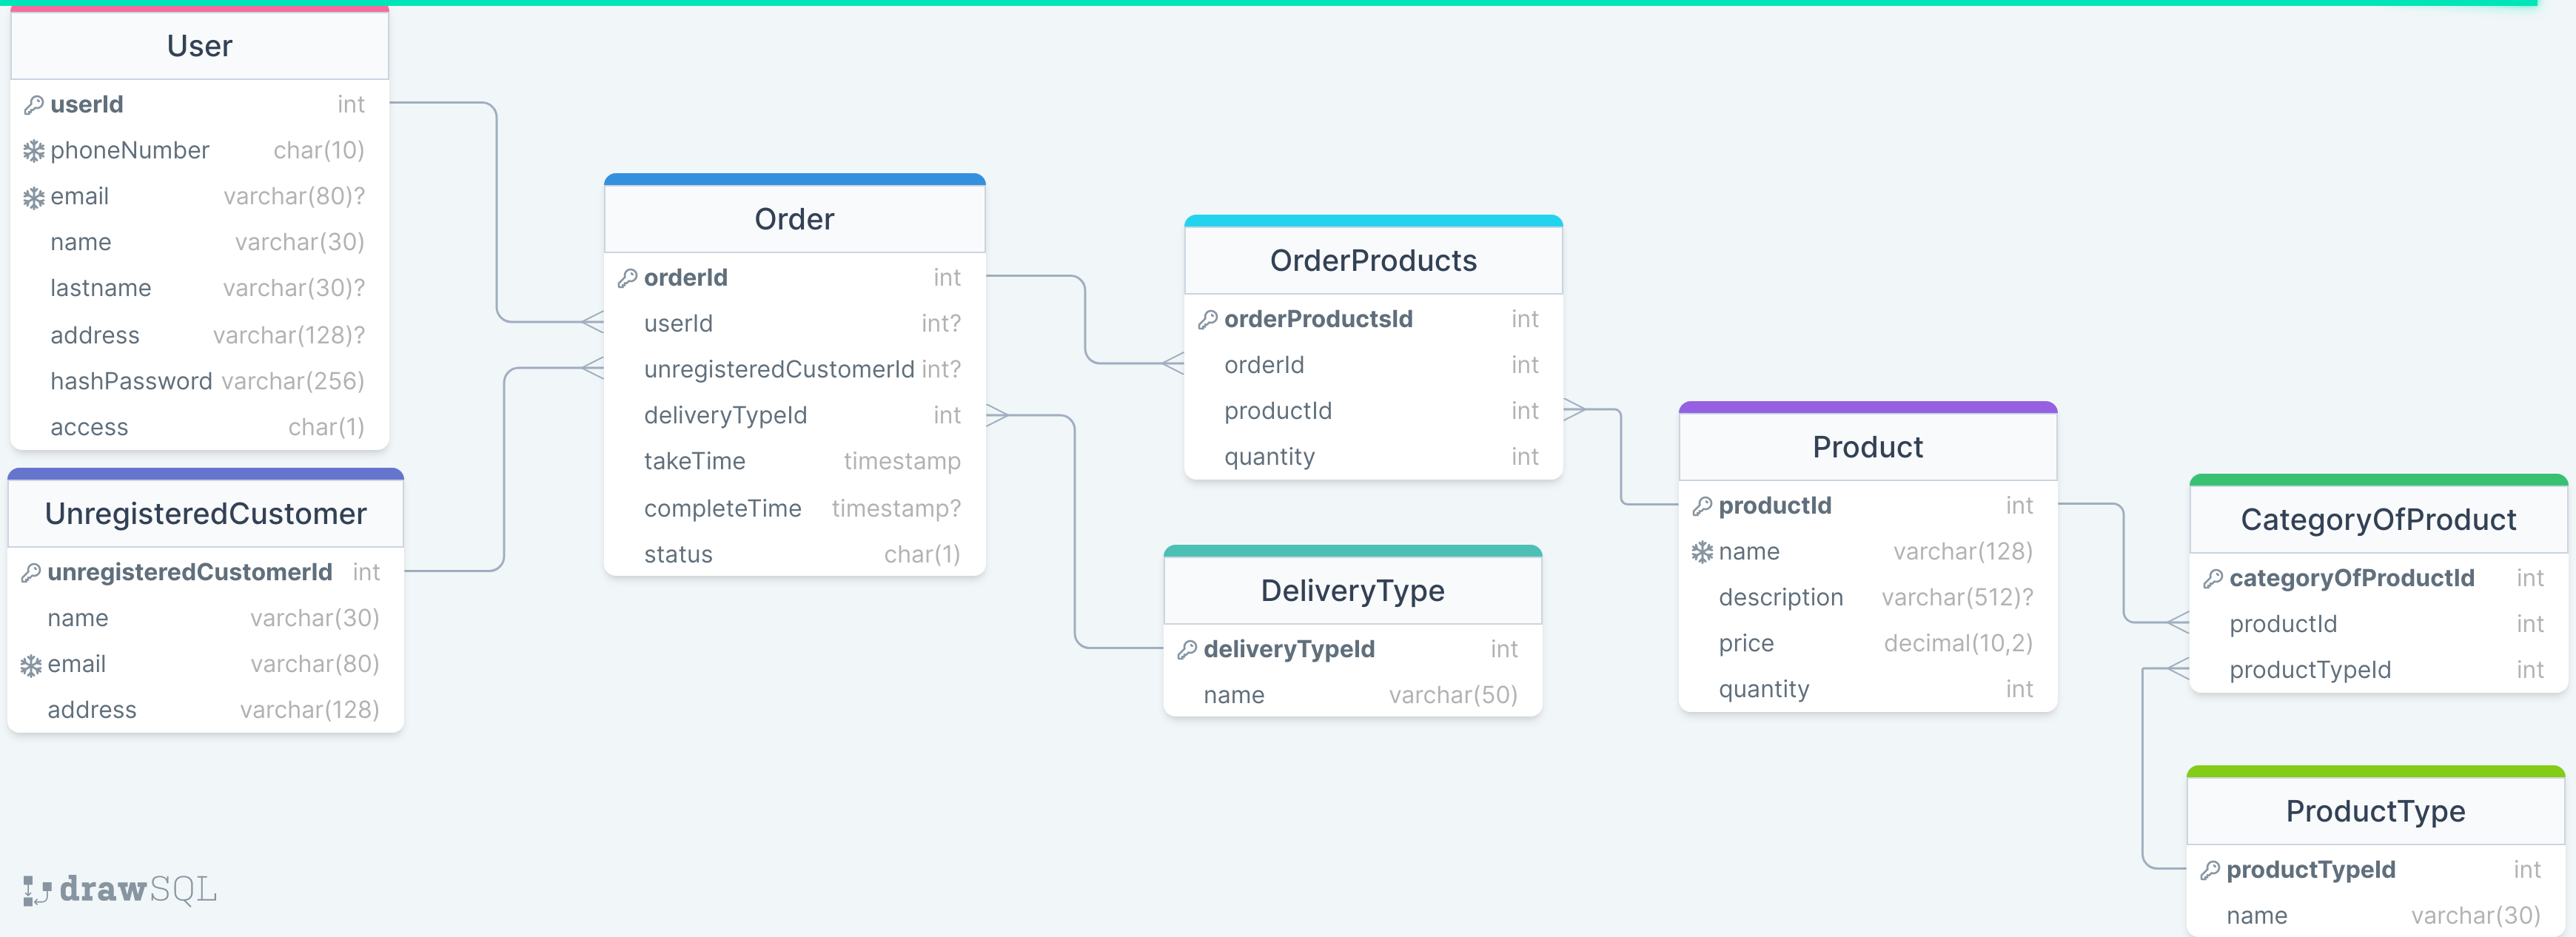 User
userId int
phoneNumber char(10)
email varchar(80)?
name varchar(30)
lastname varchar(30)?
address varchar(128)?
hashPassword varchar(256)
access char(1)
UnregisteredCustomer
unregisteredCustomerId int
name varchar(30)
email varchar(80)
address varchar(128)
Order
orderId int
userId int?
unregisteredCustomerId int?
deliveryTypeId int
takeTime timestamp
completeTime timestamp?
status char(1)
OrderProducts
orderProductsId int
orderId int
productId int
quantity int
DeliveryType
deliveryTypeId int
name varchar(50)
Product
productId int
name varchar(128)
description varchar(512)?
price decimal(10,2)
quantity int
CategoryOfProduct
categoryOfProductId int
productId int
productTypeId int
ProductType
productTypeId int
name varchar(30)
drawSQL